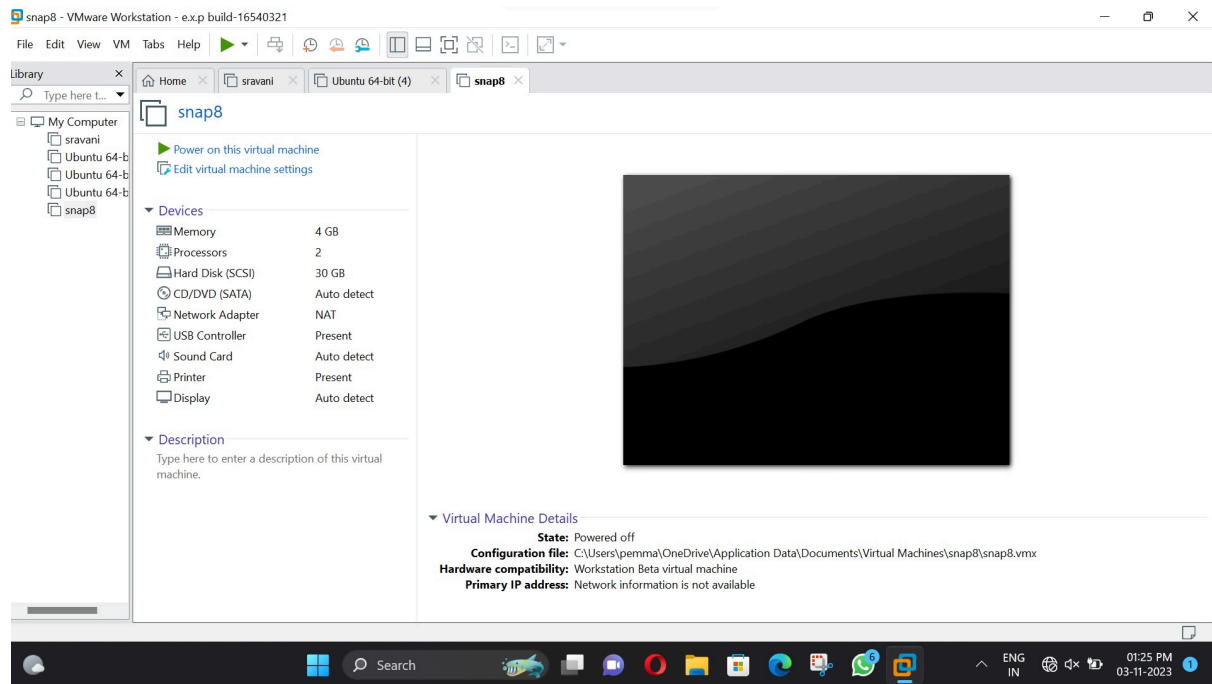 snap8 - VMware Workstation - e.x.p build-16540321
File Edit View VM Tabs Help
Library
Type here t...
Home
sravani
Ubuntu 64-bit (4)
snap8
My Computer
sravani
Ubuntu 64-b
Ubuntu 64-b
Ubuntu 64-b
snap8
snap8
Power on this virtual machine
Edit virtual machine settings
Devices
Memory 4 GB
Processors 2
Hard Disk (SCSI) 30 GB
CD/DVD (SATA) Auto detect
Network Adapter NAT
USB Controller Present
Sound Card Auto detect
Printer Present
Display Auto detect
Description
Type here to enter a description of this virtual
machine.
Virtual Machine Details
State: Powered off
Configuration file: C:\Users\pemma\OneDrive\Application Data\Documents\Virtual Machines\snap8\snap8.vmx
Hardware compatibility: Workstation Beta virtual machine
Primary IP address: Network information is not available
Search
6
ENG
IN
01:25 PM
03-11-2023
1